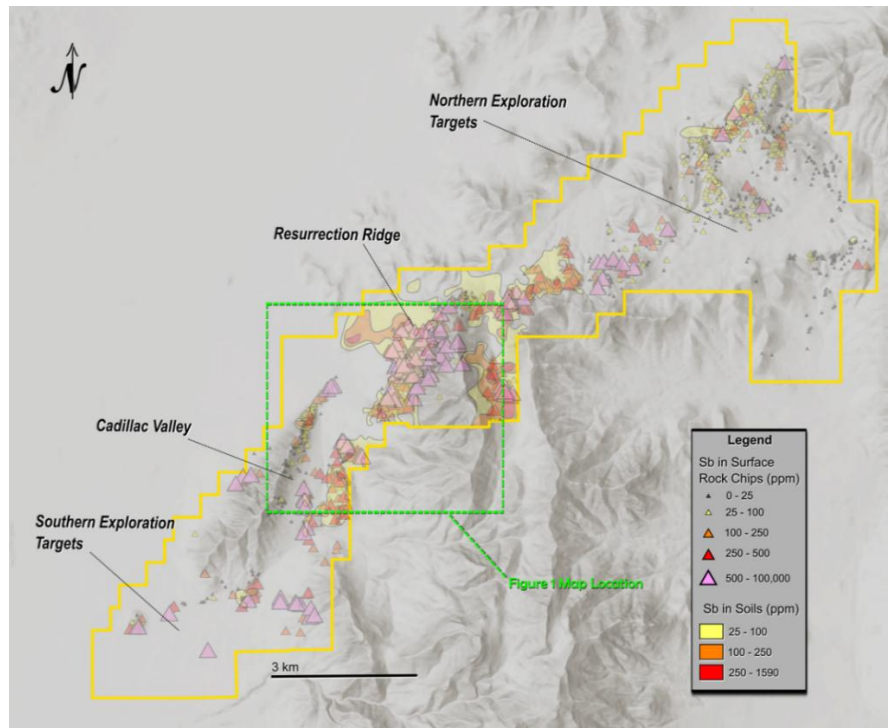 N
Northern Exploration
Targets
Resurrection Ridge
Cadillac Valley
Southern Exploration
Targets
Figure 1 Map Location
3 km
Legend
Sb in Surface
Rock Chips (ppm)
0 - 25
25 - 100
100 - 250
250 - 500
500 - 100,000
Sb in Soils (ppm)
25 - 100
100 - 250
250 - 1590